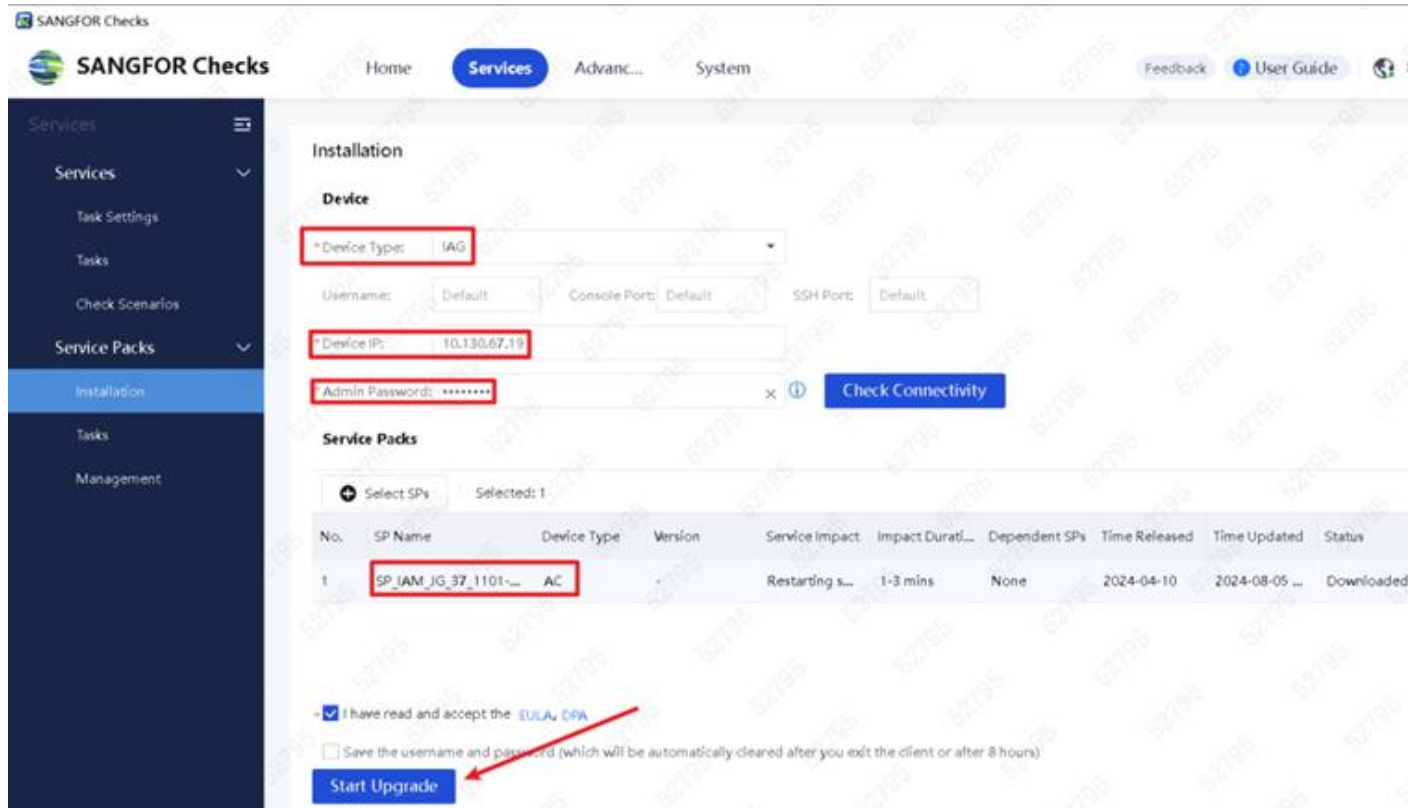 SANGFOR Checks
SANGFOR Checks Home Services Advanc... System Feedback User Guide
Services
Services
Task Settings
Tasks
Check Scenarios
Service Packs
Installation
Tasks
Management
Installation
Device
* Device Type: IAG
Username: Default Console Port: Default SSH Port: Default
* Device IP: 10.130.67.19
* Admin Password: •••••••• Check Connectivity
Service Packs
Select SPs Selected: 1
No. SP Name Device Type Version Service Impact Impact Durati... Dependent SPs Time Released Time Updated Status
1 SP_IAM_JG_37_1101-... AC - Restarting s... 1-3 mins None 2024-04-10 2024-08-05 ... Downloaded
I have read and accept the EULA, DPA
Save the username and password (which will be automatically cleared after you exit the client or after 8 hours)
Start Upgrade
52795